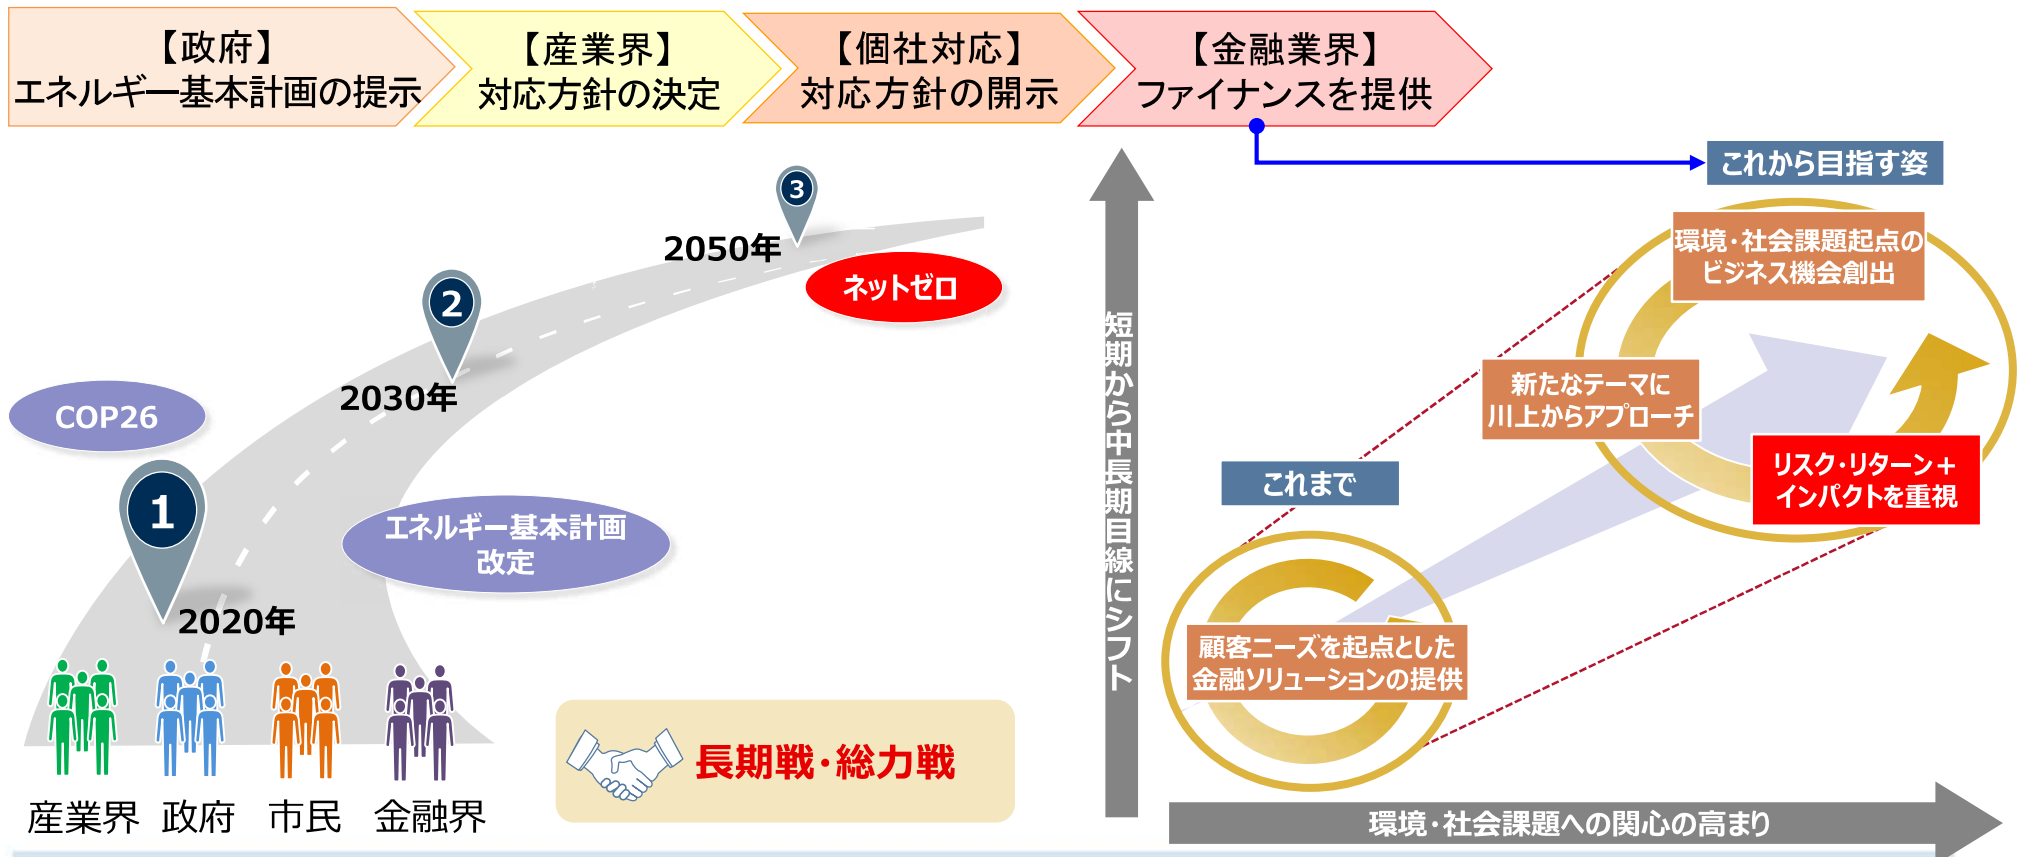 【政府】
エネルギー基本計画の提示
【産業界】
対応方針の決定
【個社対応】
対応方針の開示
【金融業界】
ファイナンスを提供
3
2050年
ネットゼロ
2
2030年
COP26
1
エネルギー基本計画
改定
2020年
産業界
政府
市民
金融界
長期戦・総力戦
短期から中長期目線にシフト
これから目指す姿
環境・社会課題起点の
ビジネス機会創出
新たなテーマに
川上からアプローチ
リスク・リターン＋
インパクトを重視
これまで
顧客ニーズを起点とした
金融ソリューションの提供
環境・社会課題への関心の高まり